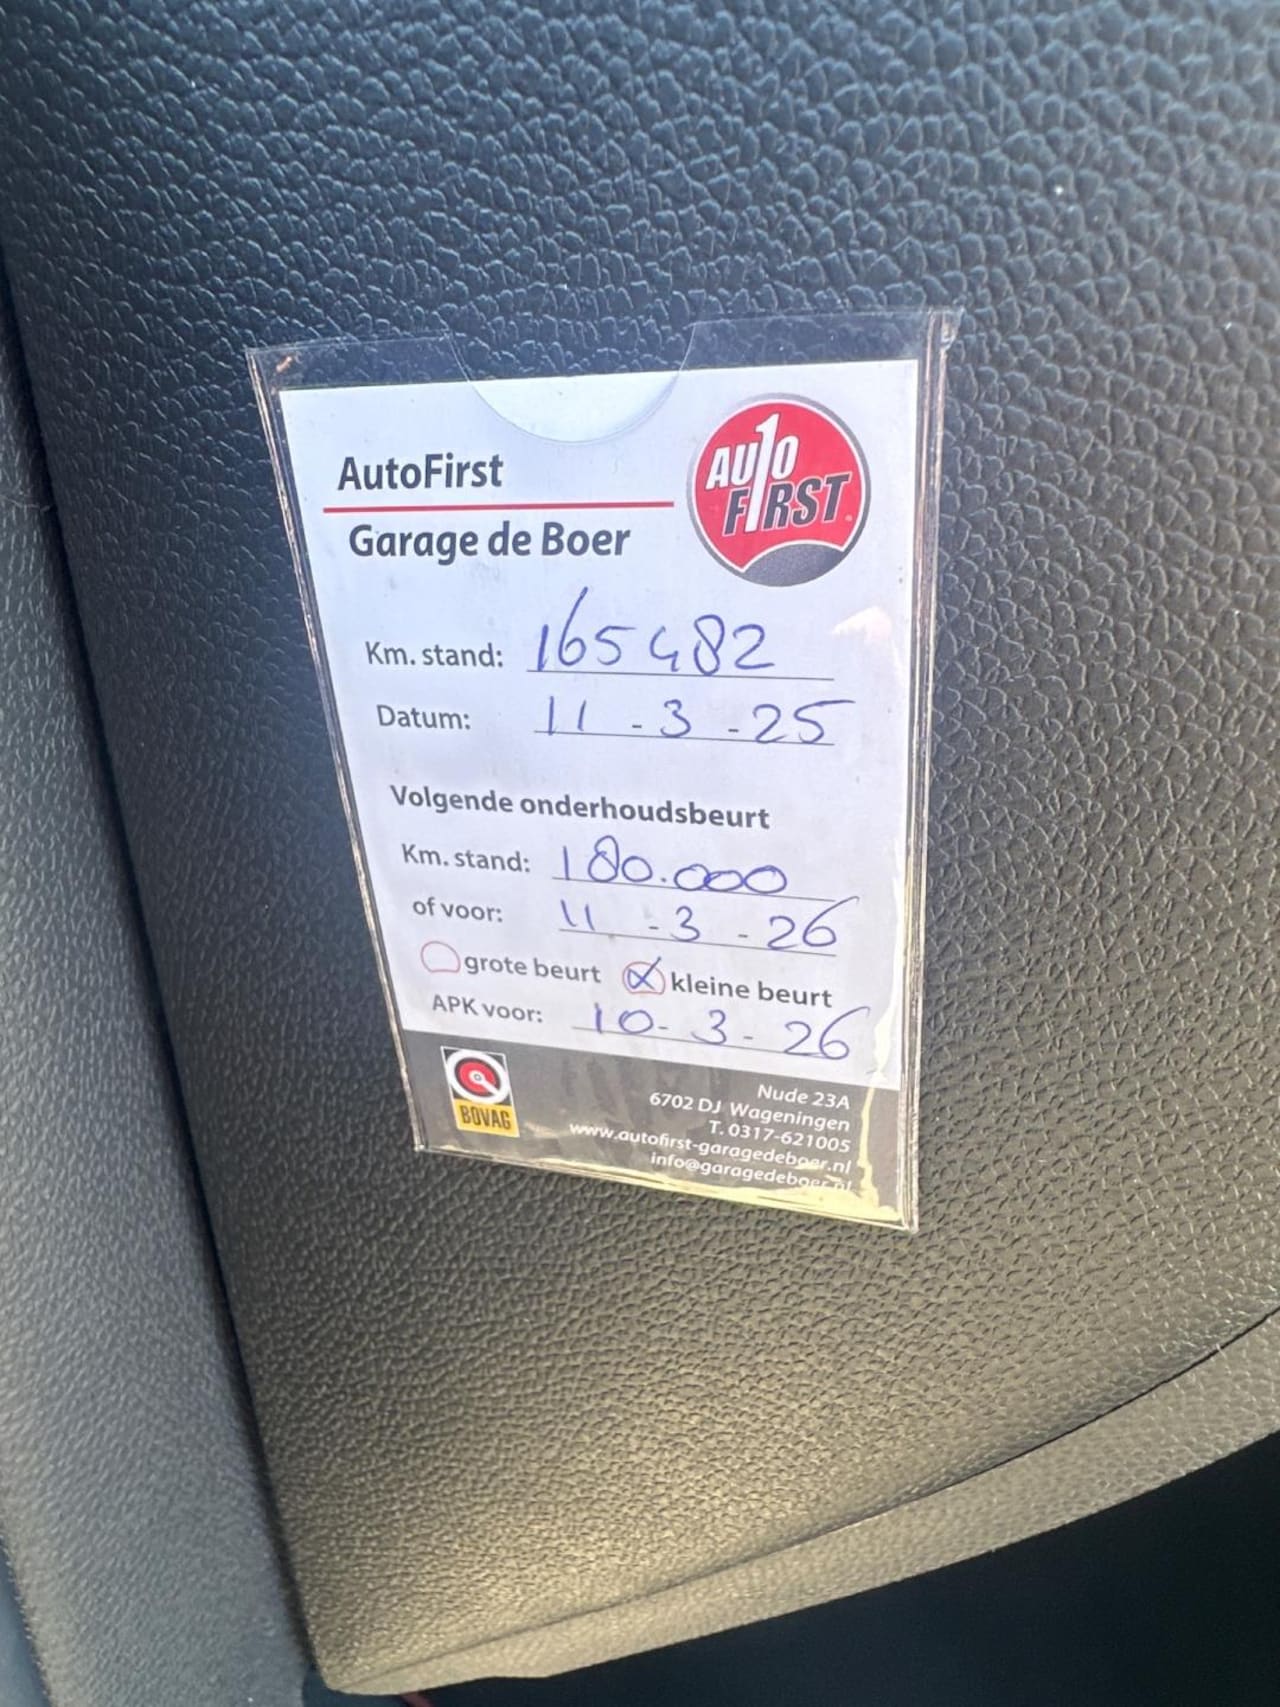 AutoFirst
Garage de Boer
AUTO
FIRST
Km. stand: 165482
Datum: 11 - 3 - 25
Volgende onderhoudsbeurt
Km. stand: 180.000
of voor: 11 - 3 - 26
grote beurt kleine beurt
APK voor: 10 - 3 - 26
BOVAG
Nude 23A
6702 DJ Wageningen
T. 0317-621005
www.autofirst-garagedeboer.nl
info@garagedeboer.nl